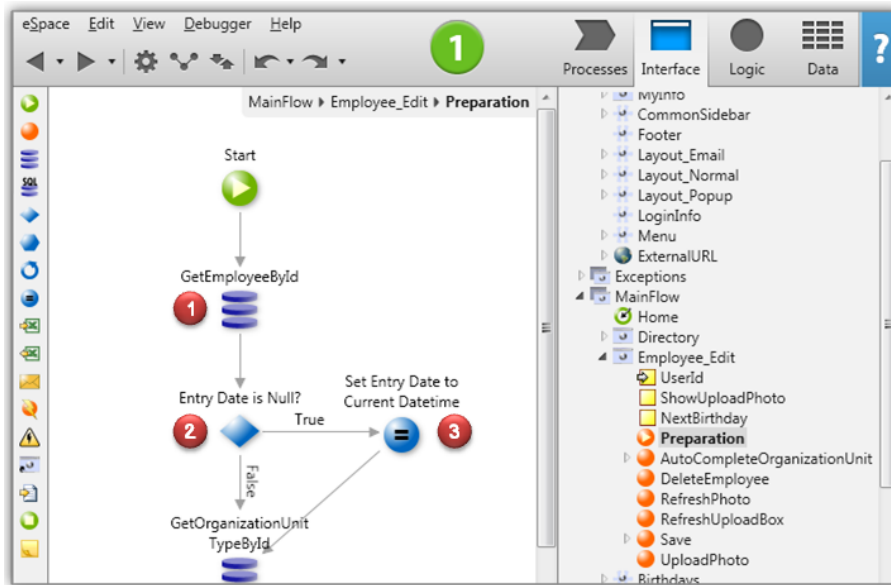 eSpace Edit View Debugger Help
1
Processes Interface Logic Data ?
MainFlow Employee_Edit Preparation
SQL
Start
GetEmployeeById
1
Entry Date is Null?
2
True
Set Entry Date to
Current Datetime
3
False
GetOrganizationUnit
TypeById
MyInfo
CommonSidebar
Footer
Layout_Email
Layout_Normal
Layout_Popup
LoginInfo
Menu
ExternalURL
Exceptions
MainFlow
Home
Directory
Employee_Edit
UserId
ShowUploadPhoto
NextBirthday
Preparation
AutoCompleteOrganizationUnit
DeleteEmployee
RefreshPhoto
RefreshUploadBox
Save
UploadPhoto
Birthdays